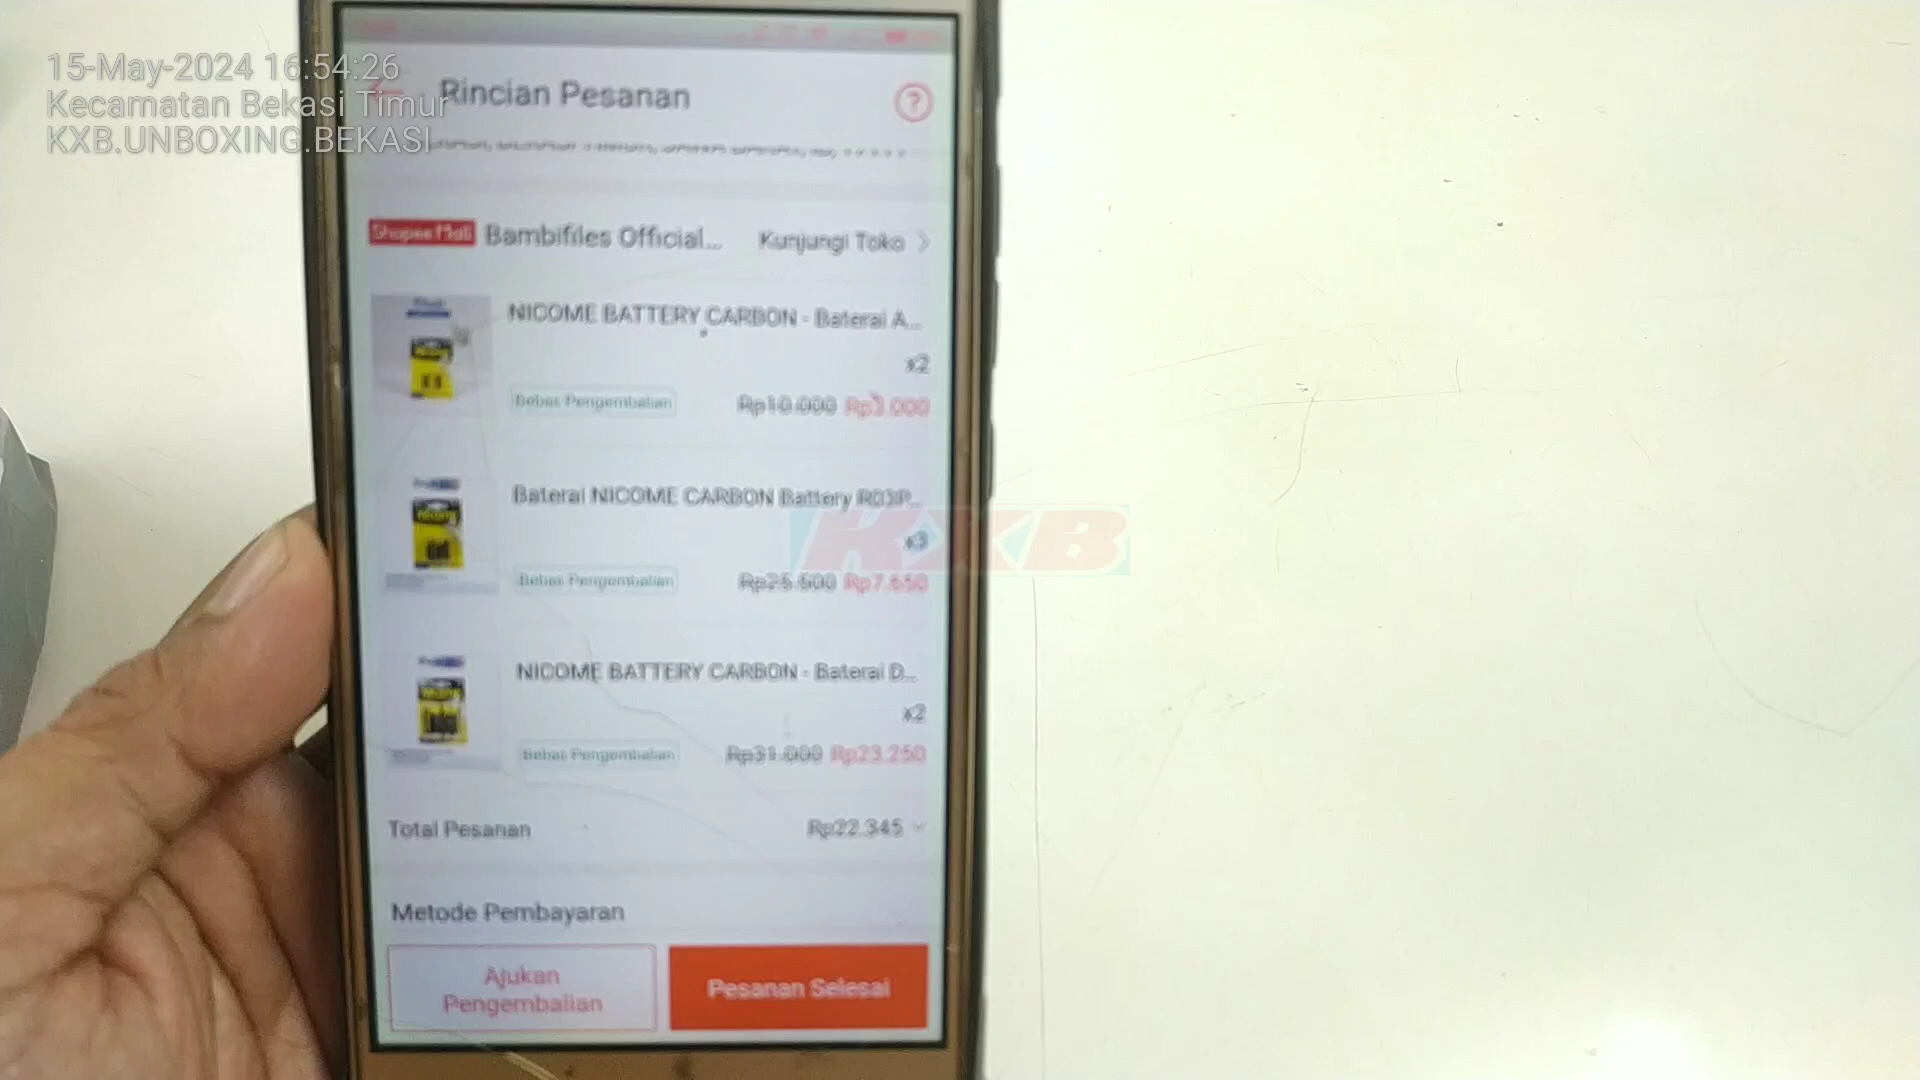 15-May-2024 16:54:26
Kecamatan Bekasi Timur
KXB.UNBOXING.BEKASI
Rincian Pesanan
?
Shopee Mall Bambifiles Official... Kunjungi Toko
NICOME BATTERY CARBON - Baterai A...
x2
Bebas Pengembalian Rp10.000 Rp3.000
Baterai NICOME CARBON Battery R03P...
x3
Bebas Pengembalian Rp25.500 Rp7.650
KXB
NICOME BATTERY CARBON - Baterai D...
x2
Bebas Pengembalian Rp31.000 Rp23.250
Total Pesanan Rp22.345
Metode Pembayaran
Ajukan
Pengembalian
Pesanan Selesai